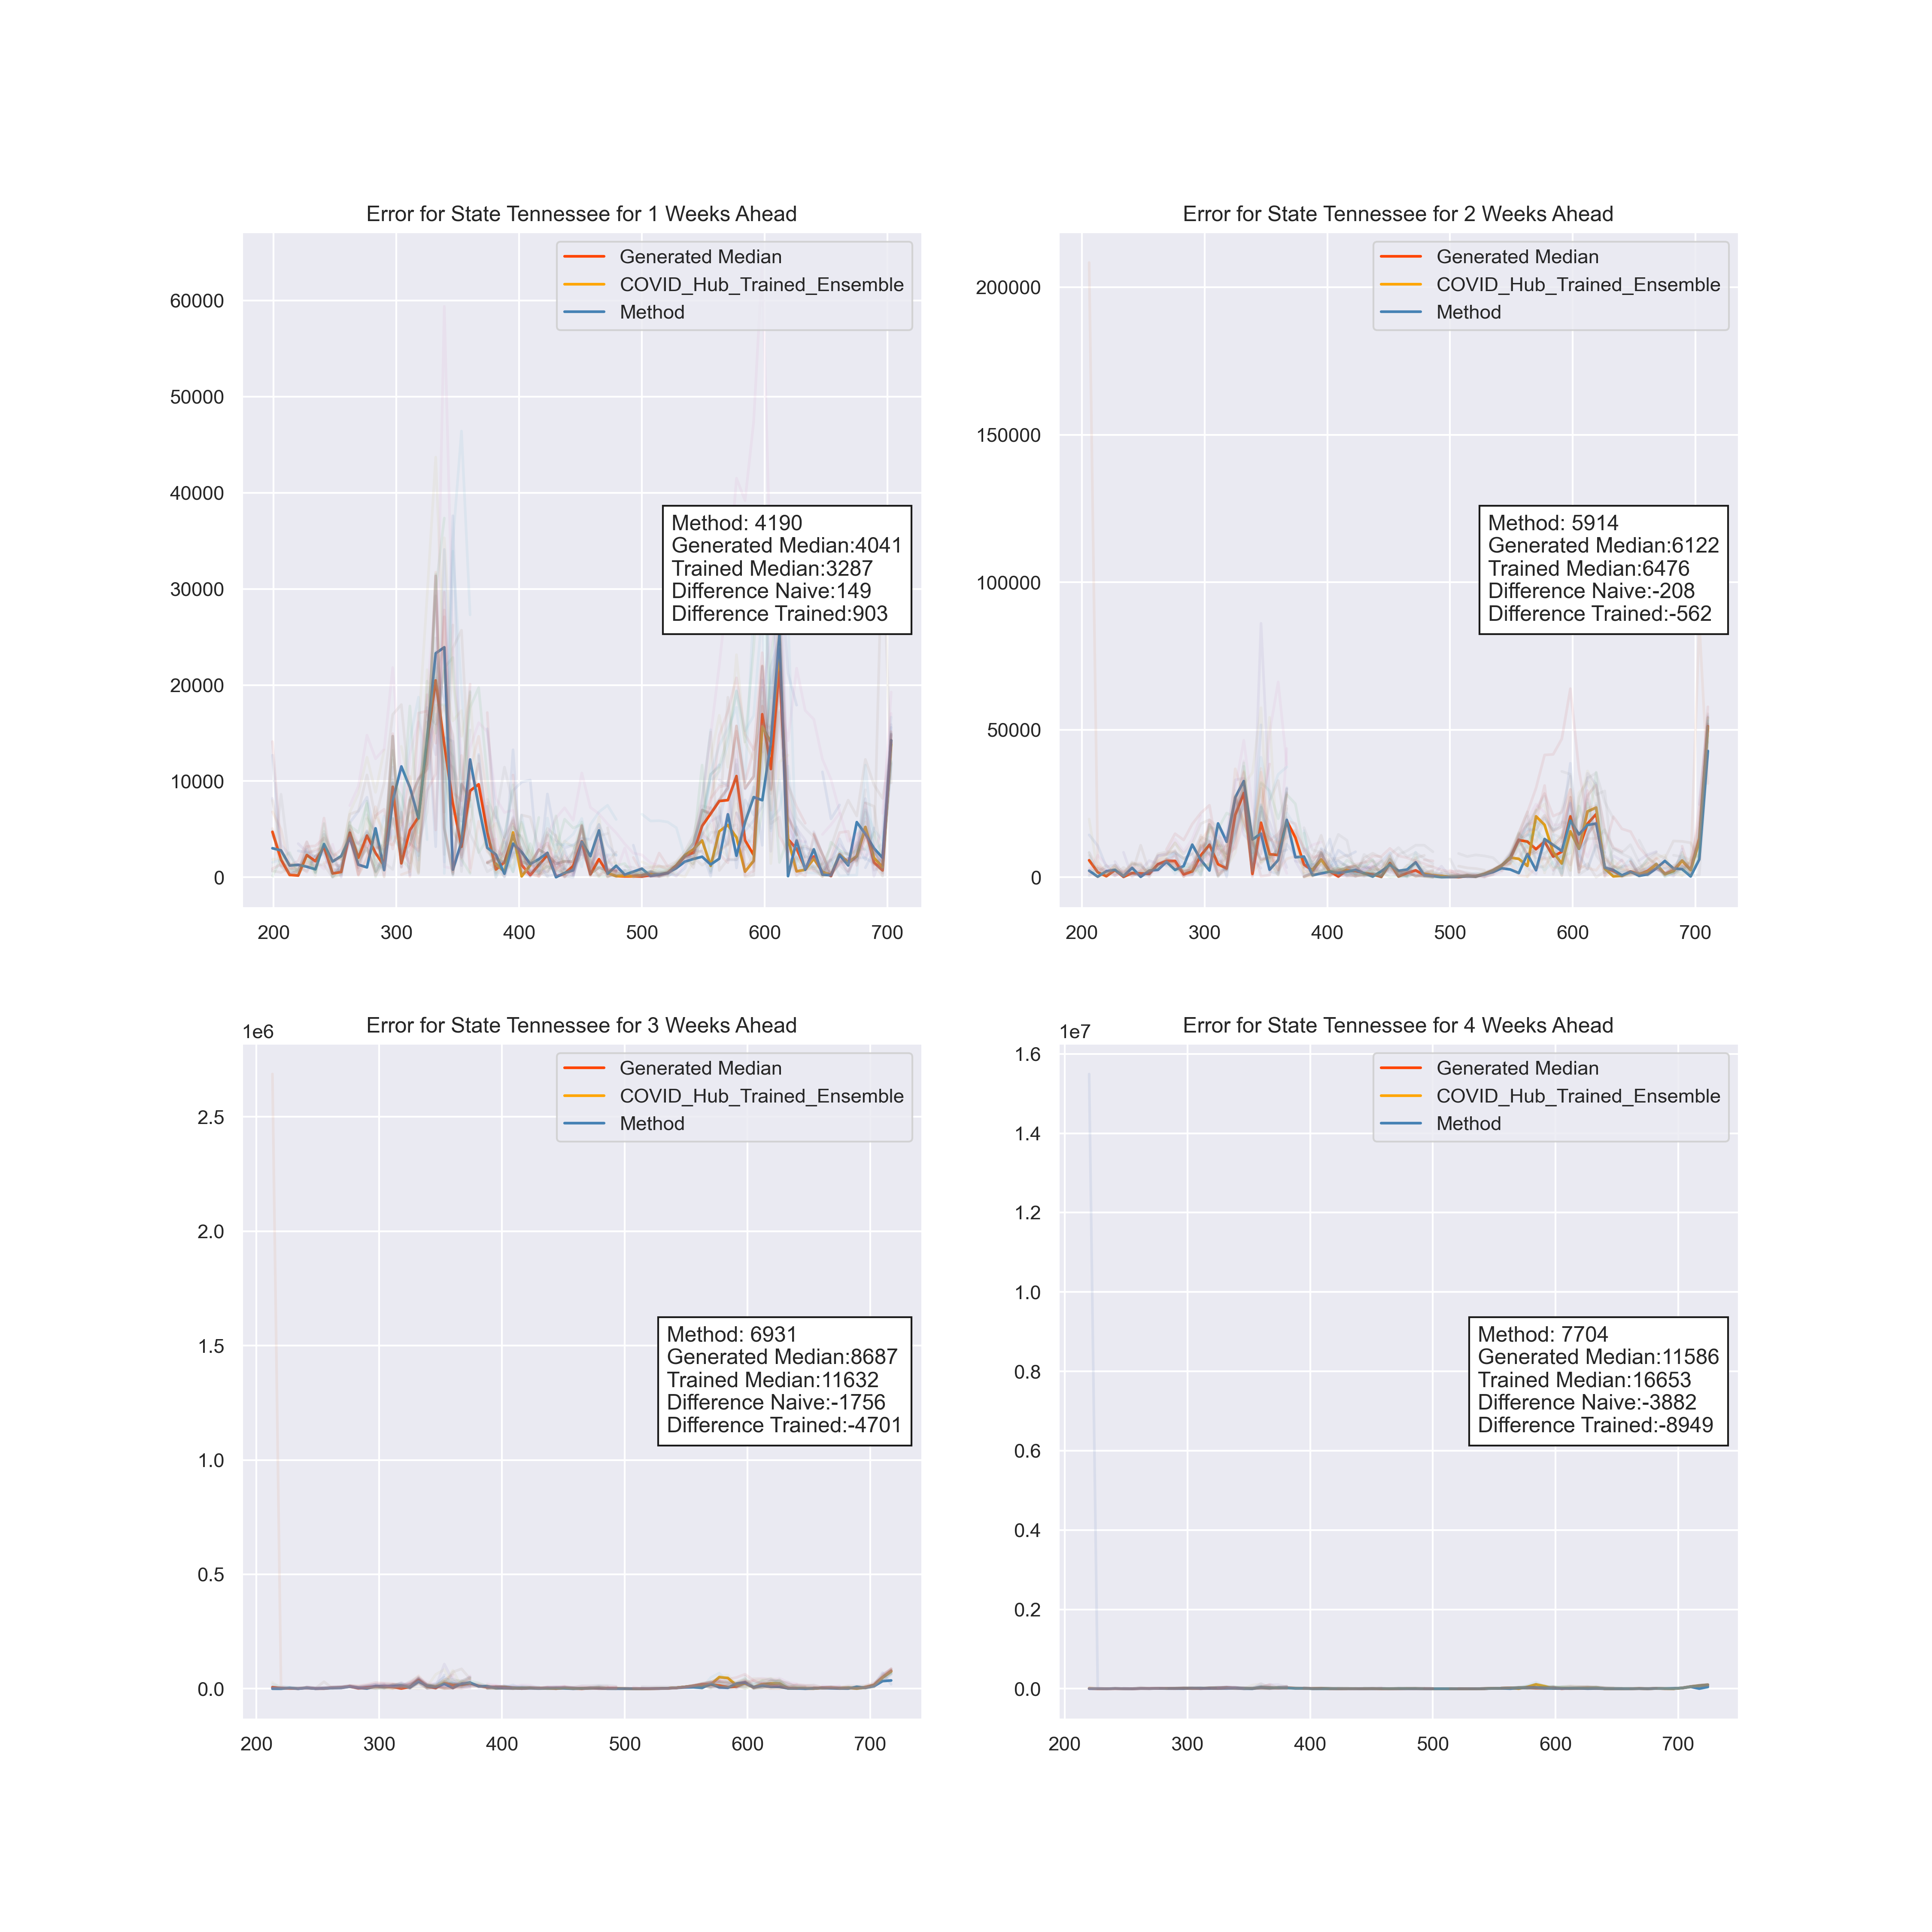 Error for State Tennessee for 1 Weeks Ahead
Generated Median
COVID_Hub_Trained_Ensemble
Method
60000
50000
40000
30000
20000
10000
0
Method: 4190
Generated Median:4041
Trained Median:3287
Difference Naive:149
Difference Trained:903
200 300 400 500 600 700
Error for State Tennessee for 2 Weeks Ahead
Generated Median
COVID_Hub_Trained_Ensemble
Method
200000
150000
100000
50000
0
Method: 5914
Generated Median:6122
Trained Median:6476
Difference Naive:-208
Difference Trained:-562
200 300 400 500 600 700
Error for State Tennessee for 3 Weeks Ahead
1e6
Generated Median
COVID_Hub_Trained_Ensemble
Method
2.5
2.0
1.5
1.0
0.5
0.0
Method: 6931
Generated Median:8687
Trained Median:11632
Difference Naive:-1756
Difference Trained:-4701
200 300 400 500 600 700
Error for State Tennessee for 4 Weeks Ahead
1e7
Generated Median
COVID_Hub_Trained_Ensemble
Method
1.6
1.4
1.2
1.0
0.8
0.6
0.4
0.2
0.0
Method: 7704
Generated Median:11586
Trained Median:16653
Difference Naive:-3882
Difference Trained:-8949
200 300 400 500 600 700